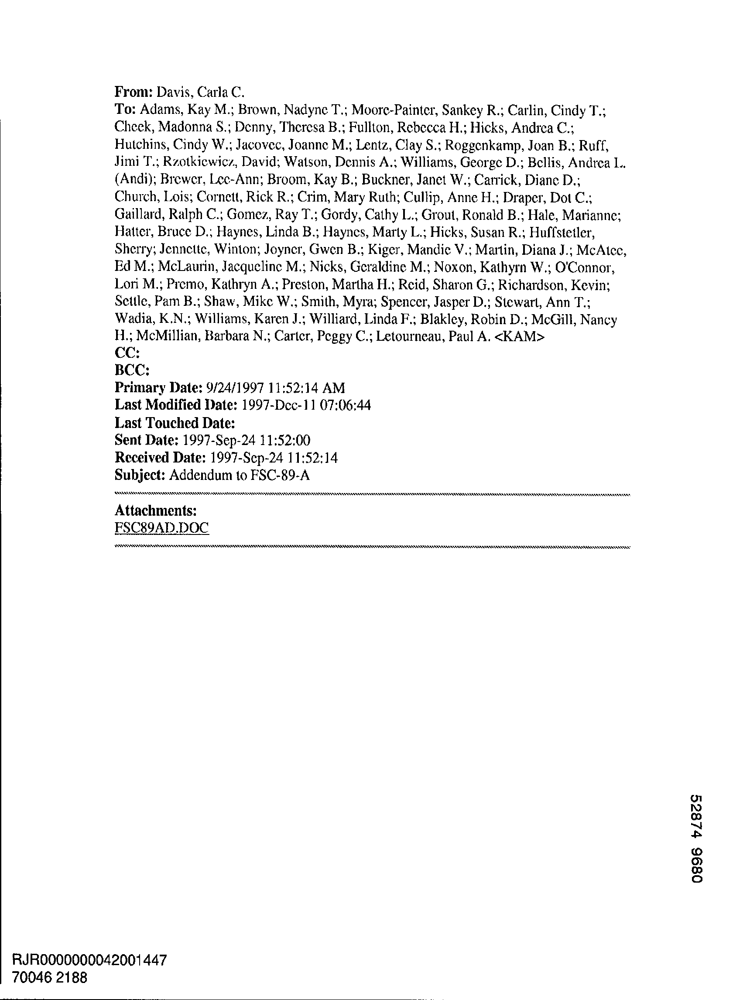 From: Davis, Carla C.
To: Adams, Kay M.; Brown, Nadyne T.; Moore-Painter, Sankey R.; Carlin, Cindy T.;
Cheek, Madonna S.; Denny, Theresa B.; Fullton, Rebecca H.; Hicks, Andrea C.;
Hutchins, Cindy W.; Jacovec, Joanne M.; Lentz, Clay S.; Roggenkamp, Joan B.; Ruff,
Jimi T.; Rzotkiewicz, David; Watson, Dennis A.; Williams, George D.; Bellis, Andrea L.
(Andi); Brewer, Lee-Ann; Broom, Kay B.; Buckner, Janet W.; Carrick, Diane D.;
Church, Lois; Cornett, Rick R.; Crim, Mary Ruth; Cullip, Anne H.; Draper, Dot C.;
Gaillard, Ralph C.; Gomez, Ray T.; Gordy, Cathy L.; Grout, Ronald B.; Hale, Marianne;
Hatter, Bruce D.; Haynes, Linda B.; Haynes, Marty L.; Hicks, Susan R.; Huffstetler,
Sherry; Jennette, Winton; Joyner, Gwen B.; Kiger, Mandie V.; Martin, Diana J.; McAtee,
Ed M.; McLaurin, Jacqueline M.; Nicks, Geraldine M.; Noxon, Kathyrn W.; O'Connor,
Lori M.; Premo, Kathryn A.; Preston, Martha H.; Reid, Sharon G.; Richardson, Kevin;
Settle, Pam B.; Shaw, Mike W.; Smith, Myra; Spencer, Jasper D.; Stewart, Ann T.;
Wadia, K.N.; Williams, Karen J.; Williard, Linda F.; Blakley, Robin D.; McGill, Nancy
H.; McMillian, Barbara N.; Carter, Peggy C.; Letourneau, Paul A. <KAM>
CC:
BCC:
Primary Date: 9/24/1997 11:52:14 AM
Last Modified Date: 1997-Dec-11 07:06:44
Last Touched Date:
Sent Date: 1997-Sep-24 11:52:00
Received Date: 1997-Sep-24 11:52:14
Subject: Addendum to FSC-89-A
Attachments:
FSC89AD.DOC
52874 9680
RJR0000000042001447
70046 2188